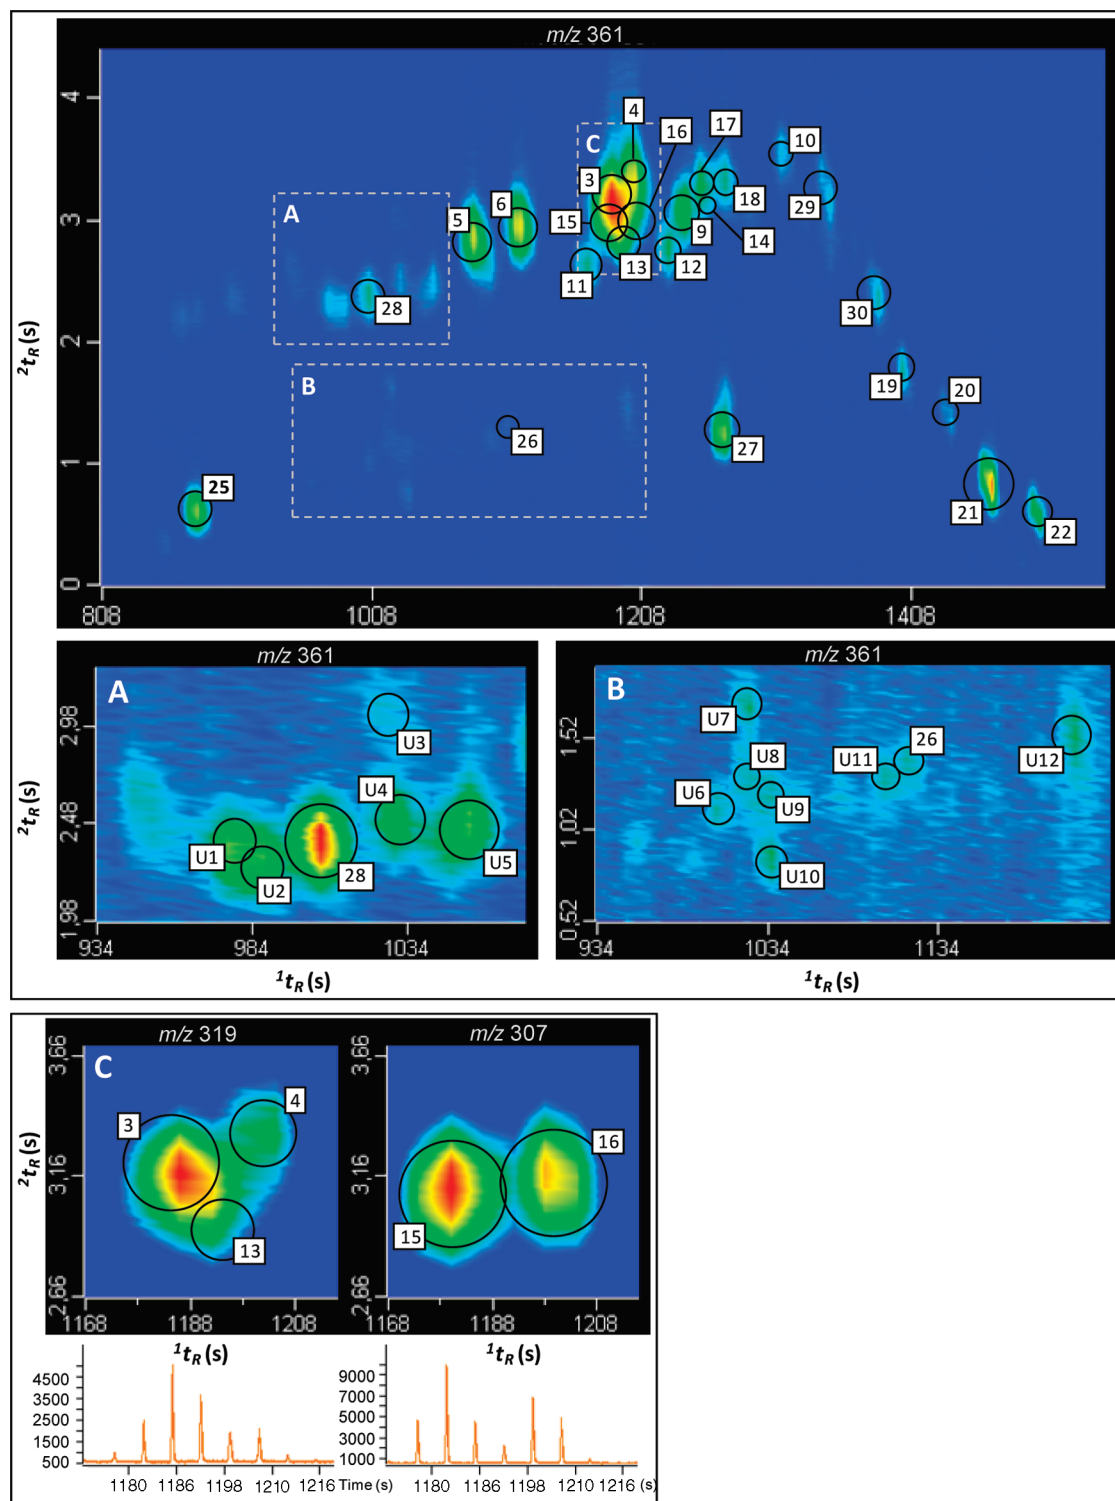 m/z 361
4
3
2
1
0
²tR (s)
A
B
C
4
16
17
10
3
5
6
15
18
29
9
14
11
13
12
28
30
19
20
26
27
25
21
22
808
1008
1208
1408
m/z 361
A
2,98
2,48
1,98
²tR (s)
U3
U4
U1
U2
28
U5
934
984
1034
¹tR (s)
m/z 361
B
1,52
1,02
0,52
U7
U8
U11
26
U12
U6
U9
U10
934
1034
1134
¹tR (s)
m/z 319
C
3,66
3,16
2,66
²tR (s)
3
4
13
1168
1188
1208
¹tR (s)
m/z 307
3,66
3,16
2,66
16
15
1168
1188
1208
¹tR (s)
4500
3500
2500
1500
500
1180 1186 1198 1210 1216 Time (s)
9000
7000
5000
3000
1000
1180 1186 1198 1210 1216 (s)